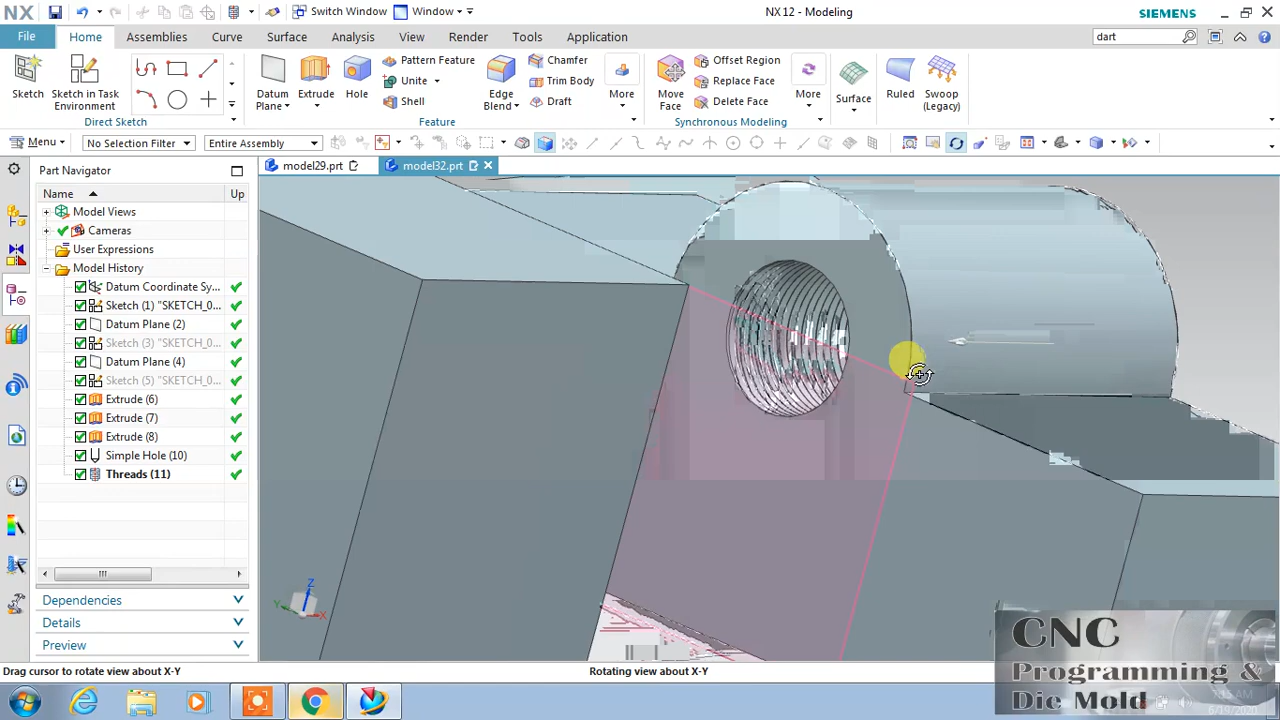 NX
Switch Window
Window
NX 12 - Modeling
SIEMENS
File
Home
Assemblies
Curve
Surface
Analysis
View
Render
Tools
Application
dart
Sketch
Sketch in Task Environment
Direct Sketch
Datum Plane
Extrude
Hole
Pattern Feature
Unite
Shell
Edge Blend
Chamfer
Trim Body
Draft
More
Feature
Move Face
Offset Region
Replace Face
Delete Face
More
Synchronous Modeling
Surface
Ruled
Swoop (Legacy)
Menu
No Selection Filter
Entire Assembly
Part Navigator
model29.prt
model32.prt
Name
Up
Model Views
Cameras
User Expressions
Model History
Datum Coordinate Sy...
Sketch (1) "SKETCH_0...
Datum Plane (2)
Sketch (3) "SKETCH_0...
Datum Plane (4)
Sketch (5) "SKETCH_0...
Extrude (6)
Extrude (7)
Extrude (8)
Simple Hole (10)
Threads (11)
Dependencies
Details
Preview
Z
Y
X
Drag cursor to rotate view about X-Y
Rotating view about X-Y
CNC
Programming &
Die Mold